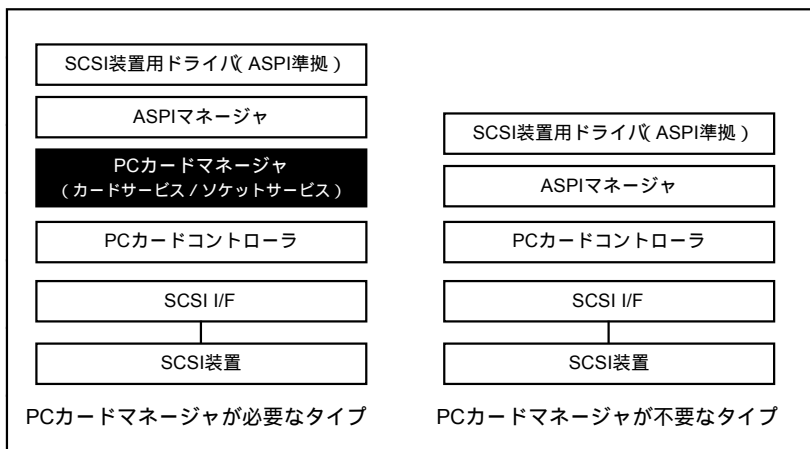 SCSI装置用ドライバ(ASPI準拠)
ASPIマネージャ
PCカードマネージャ
(カードサービス/ソケットサービス)
PCカードコントローラ
SCSI I/F
SCSI装置
PCカードマネージャが必要なタイプ
SCSI装置用ドライバ(ASPI準拠)
ASPIマネージャ
PCカードコントローラ
SCSI I/F
SCSI装置
PCカードマネージャが不要なタイプ